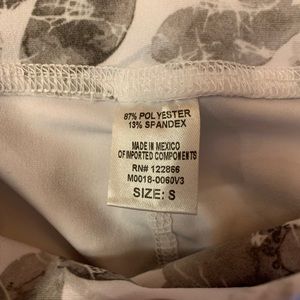 87% POLYESTER
13% SPANDEX
MADE IN MEXICO
OF IMPORTED COMPONENTS
RN# 122866
M0018-0060V3
SIZE: S